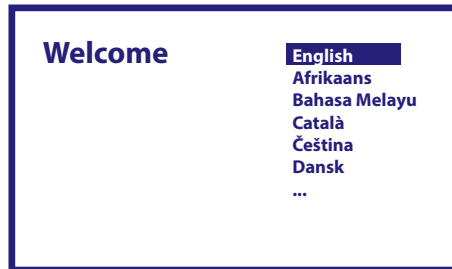 Welcome
English
Afrikaans
Bahasa Melayu
Català
Čeština
Dansk
...